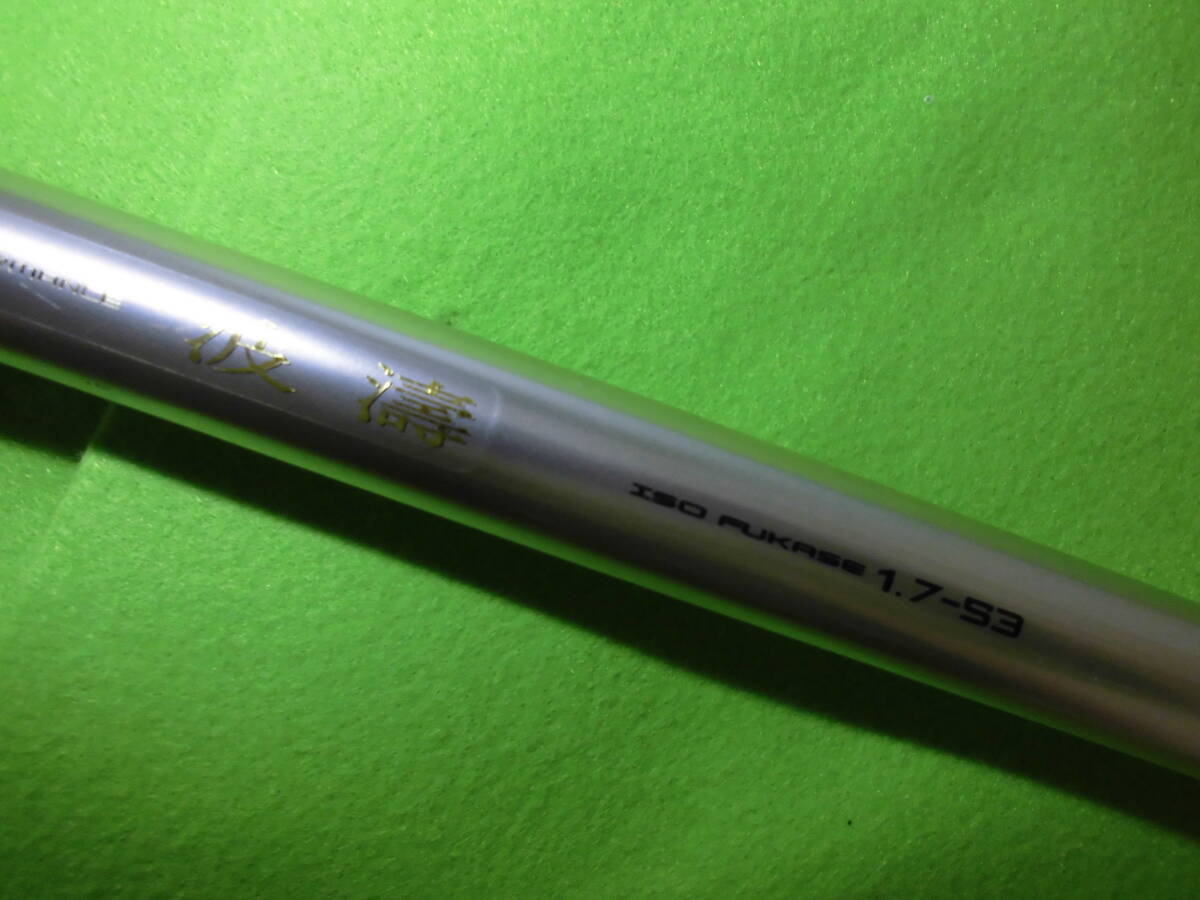 波濤
ISO FUKASE 1.7-53